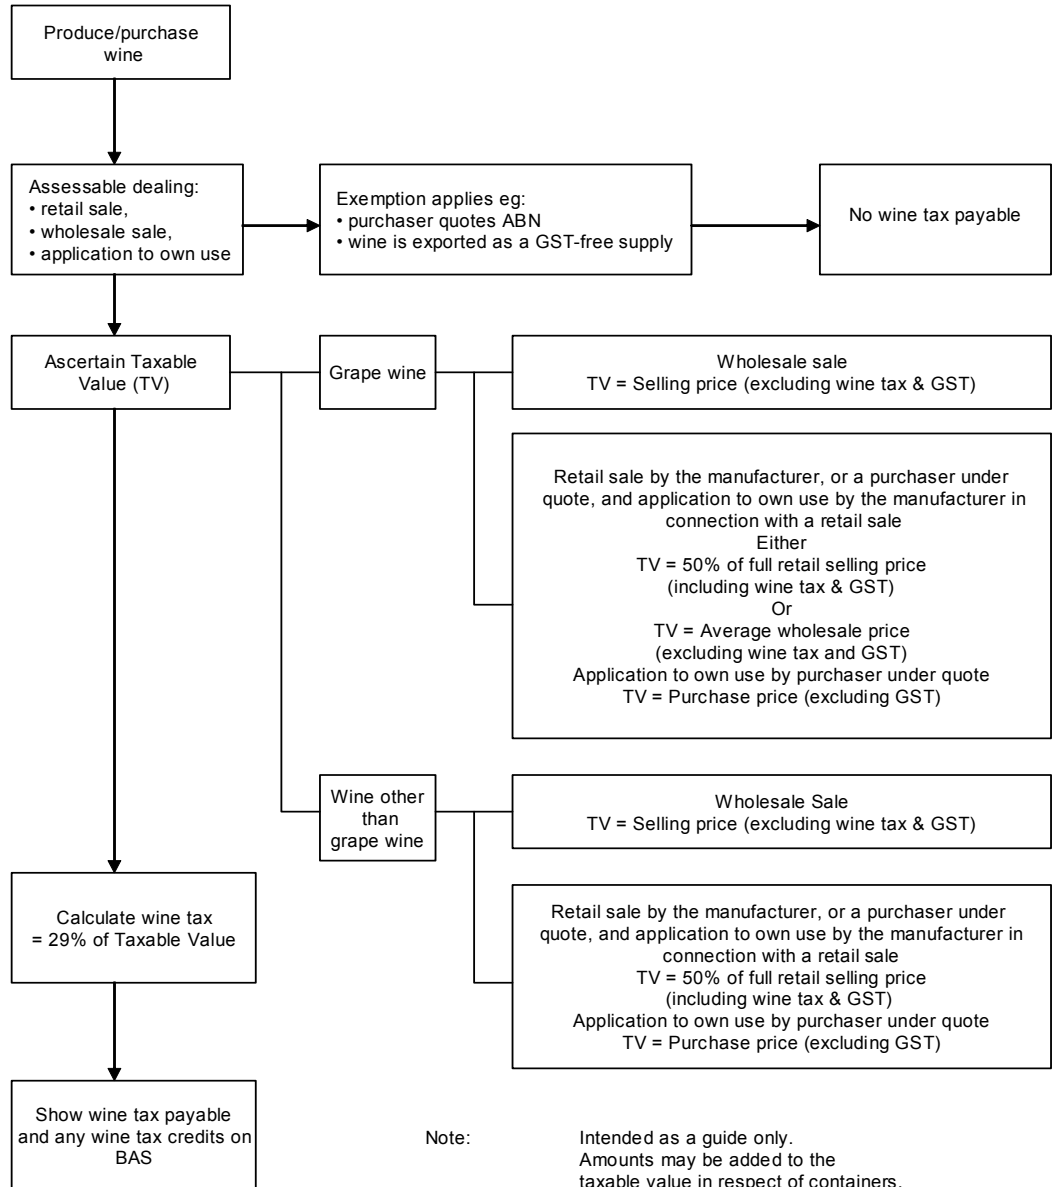 Produce/purchase
wine
Assessable dealing:
• retail sale,
• wholesale sale,
• application to own use
Exemption applies eg:
• purchaser quotes ABN
• wine is exported as a GST-free supply
No wine tax payable
Ascertain Taxable
Value (TV)
Grape wine
Wholesale sale
TV = Selling price (excluding wine tax & GST)
Retail sale by the manufacturer, or a purchaser under
quote, and application to own use by the manufacturer in
connection with a retail sale
Either
TV = 50% of full retail selling price
(including wine tax & GST)
Or
TV = Average wholesale price
(excluding wine tax and GST)
Application to own use by purchaser under quote
TV = Purchase price (excluding GST)
Wine other
than
grape wine
Wholesale Sale
TV = Selling price (excluding wine tax & GST)
Calculate wine tax
= 29% of Taxable Value
Retail sale by the manufacturer, or a purchaser under
quote, and application to own use by the manufacturer in
connection with a retail sale
TV = 50% of full retail selling price
(including wine tax & GST)
Application to own use by purchaser under quote
TV = Purchase price (excluding GST)
Show wine tax payable
and any wine tax credits on
BAS
Note:
Intended as a guide only.
Amounts may be added to the
taxable value in respect of containers,